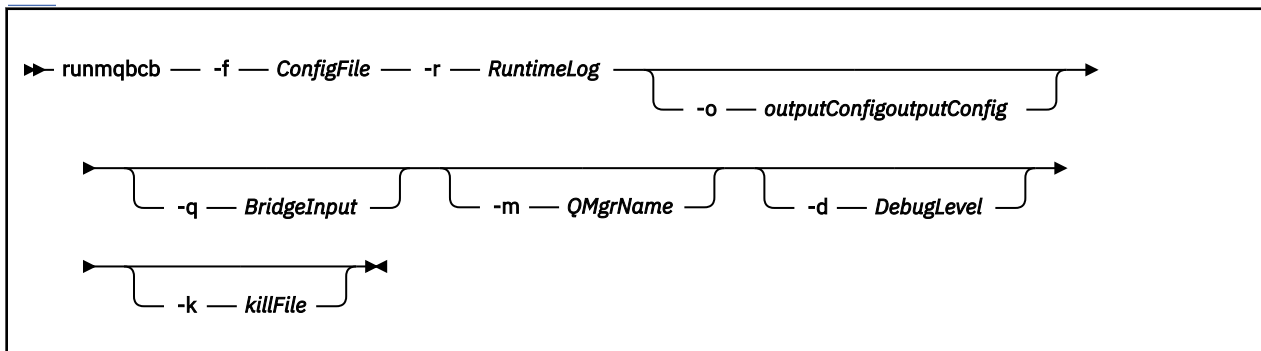 runmqbcb -f ConfigFile -r RuntimeLog
-o outputConfigoutputConfig
-q BridgeInput -m QMgrName -d DebugLevel
-k killFile